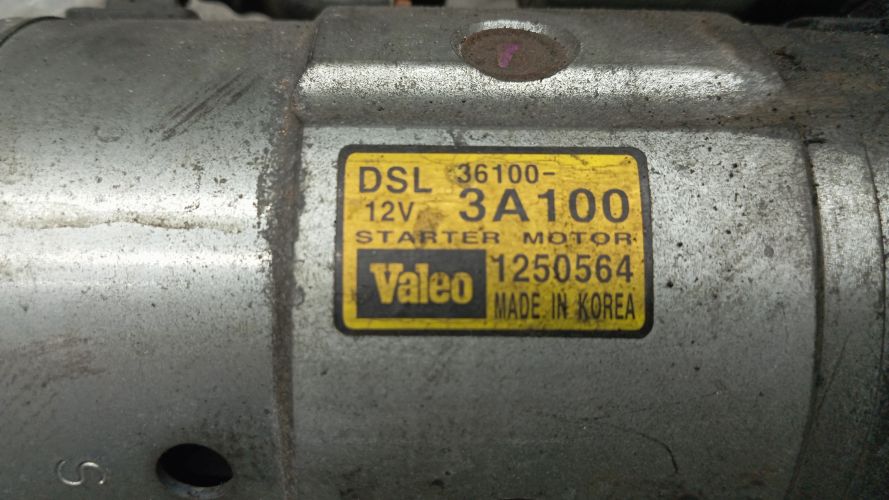 DSL 36100-
12V 3A100
STARTER MOTOR
Valeo 1250564
MADE IN KOREA
S